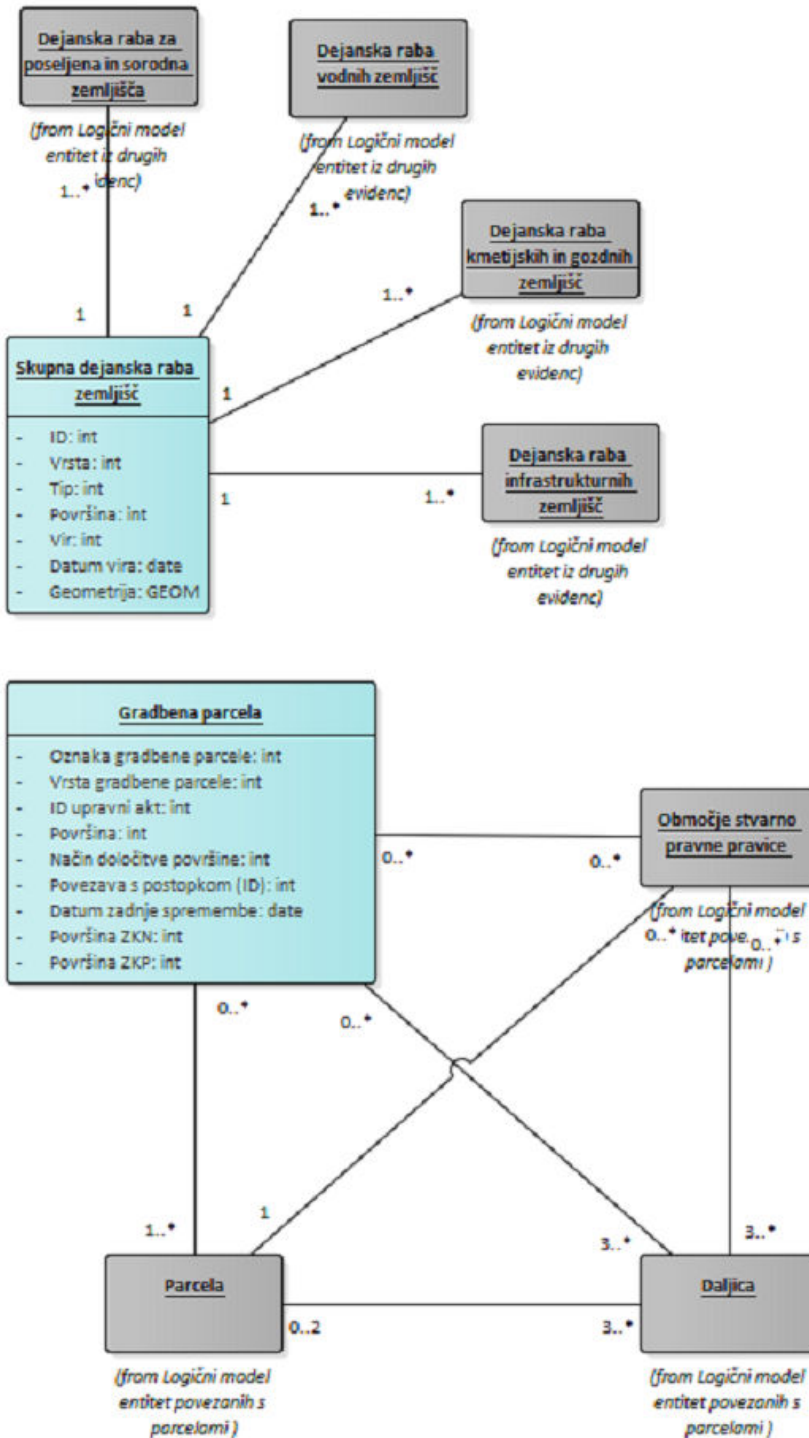 Dejanska raba za
poseljena in sorodna
zemljišča
(from Logični model
entitet iz drugih
1..*
1
Dejanska raba
vodnih zemljišč
(from Logični model
entitet iz drugih
evidenc)
1..*
1
Dejanska raba
kmetijskih in gozdnih
zemljišč
1..*
(from Logični model
entitet iz drugih
evidenc)
1
Skupna dejanska raba
zemljišč
- ID: int
- Vrsta: int
- Tip: int
- Površina: int
- Vir: int
- Datum vira: date
- Geometrija: GEOM
1
1..*
Dejanska raba
infrastrukturnih
zemljišč
(from Logični model
entitet iz drugih
evidenc)
Gradbena parcela
- Oznaka gradbene parcele: int
- Vrsta gradbene parcele: int
- ID upravni akt: int
- Površina: int
- Način določitve površine: int
- Povezava s postopkom (ID): int
- Datum zadnje spremembe: date
- Površina ZKN: int
- Površina ZKP: int
0..*
0..*
Območje stvarno
pravne pravice
(from Logični model
0..*
0..*
s
parcelami )
0..*
0..*
1..*
1
3..*
3..*
Parcela
0..2
3..*
Daljica
(from Logični model
entitet povezanih s
parcelami )
(from Logični model
entitet povezanih s
parcelami )